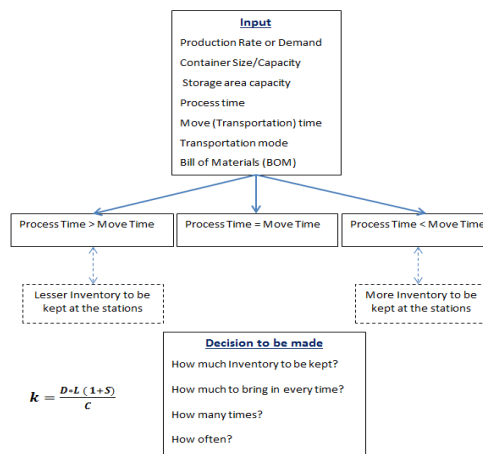 Input
Production Rate or Demand
Container Size/Capacity
Storage area capacity
Process time
Move (Transportation) time
Transportation mode
Bill of Materials (BOM)
Process Time > Move Time
Process Time = Move Time
Process Time < Move Time
Lesser Inventory to be
kept at the stations
More Inventory to be
kept at the stations
Decision to be made
How much Inventory to be kept?
How much to bring in every time?
How many times?
How often?
k = D*L (1+S) / C